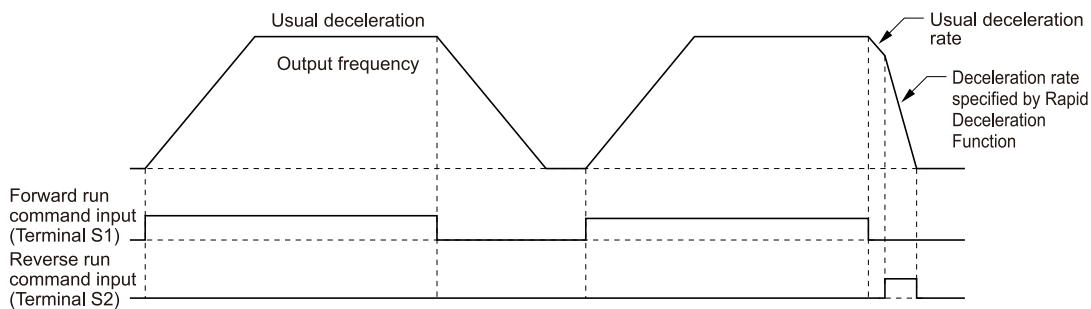 Usual deceleration
Output frequency
Usual deceleration
rate
Deceleration rate
specified by Rapid
Deceleration
Function
Forward run
command input
(Terminal S1)
Reverse run
command input
(Terminal S2)